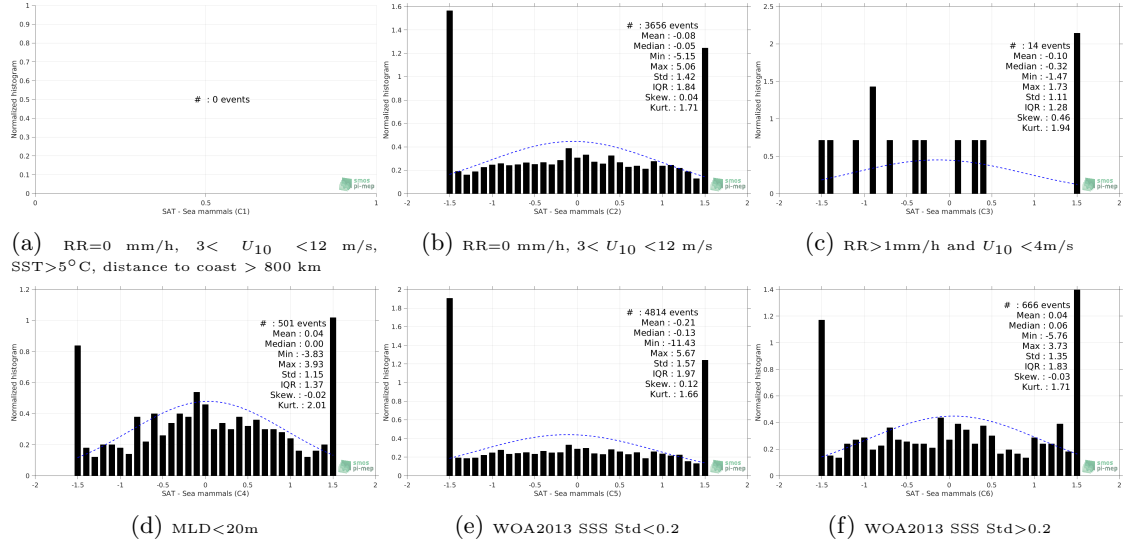 1
0.9
0.8
0.7
0.6
0.5
0.4
0.3
0.2
0.1
0
Normalized histogram
# : 0 events
smos
pi-mep
0 0.5 1
SAT - Sea mammals (C1)
(a) RR=0 mm/h, 3< U10 <12 m/s,
SST>5°C, distance to coast > 800 km
1.6
1.4
1.2
1
0.8
0.6
0.4
0.2
0
Normalized histogram
# : 3656 events
Mean : -0.08
Median : -0.05
Min : -5.15
Max : 5.06
Std : 1.42
IQR : 1.84
Skew. : 0.04
Kurt. : 1.71
smos
pi-mep
-2 -1.5 -1 -0.5 0 0.5 1 1.5 2
SAT - Sea mammals (C2)
(b) RR=0 mm/h, 3< U10 <12 m/s
2.5
2
1.5
1
0.5
0
Normalized histogram
# : 14 events
Mean : -0.10
Median : -0.32
Min : -1.47
Max : 1.73
Std : 1.11
IQR : 1.28
Skew. : 0.46
Kurt. : 1.94
smos
pi-mep
-2 -1.5 -1 -0.5 0 0.5 1 1.5 2
SAT - Sea mammals (C3)
(c) RR>1mm/h and U10 <4m/s
1.2
1
0.8
0.6
0.4
0.2
0
Normalized histogram
# : 501 events
Mean : 0.04
Median : 0.00
Min : -3.83
Max : 3.93
Std : 1.15
IQR : 1.37
Skew. : -0.02
Kurt. : 2.01
smos
pi-mep
-2 -1.5 -1 -0.5 0 0.5 1 1.5 2
SAT - Sea mammals (C4)
(d) MLD<20m
2
1.8
1.6
1.4
1.2
1
0.8
0.6
0.4
0.2
0
Normalized histogram
# : 4814 events
Mean : -0.21
Median : -0.13
Min : -11.43
Max : 5.67
Std : 1.57
IQR : 1.97
Skew. : 0.12
Kurt. : 1.66
smos
pi-mep
-2 -1.5 -1 -0.5 0 0.5 1 1.5 2
SAT - Sea mammals (C5)
(e) WOA2013 SSS Std<0.2
1.4
1.2
1
0.8
0.6
0.4
0.2
0
Normalized histogram
# : 666 events
Mean : 0.04
Median : 0.06
Min : -5.76
Max : 3.73
Std : 1.35
IQR : 1.83
Skew. : -0.03
Kurt. : 1.71
smos
pi-mep
-2 -1.5 -1 -0.5 0 0.5 1 1.5 2
SAT - Sea mammals (C6)
(f) WOA2013 SSS Std>0.2